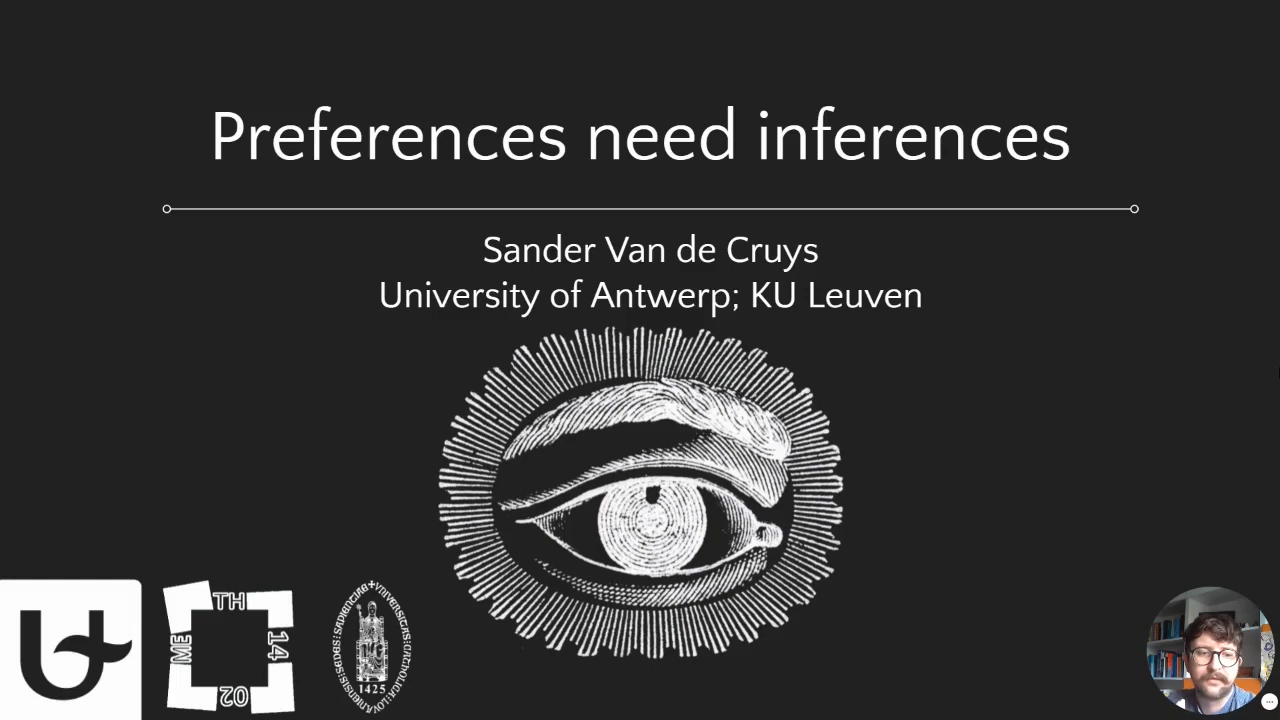 Preferences need inferences
Sander Van de Cruys
University of Antwerp; KU Leuven
ME
TH
14
02
1425